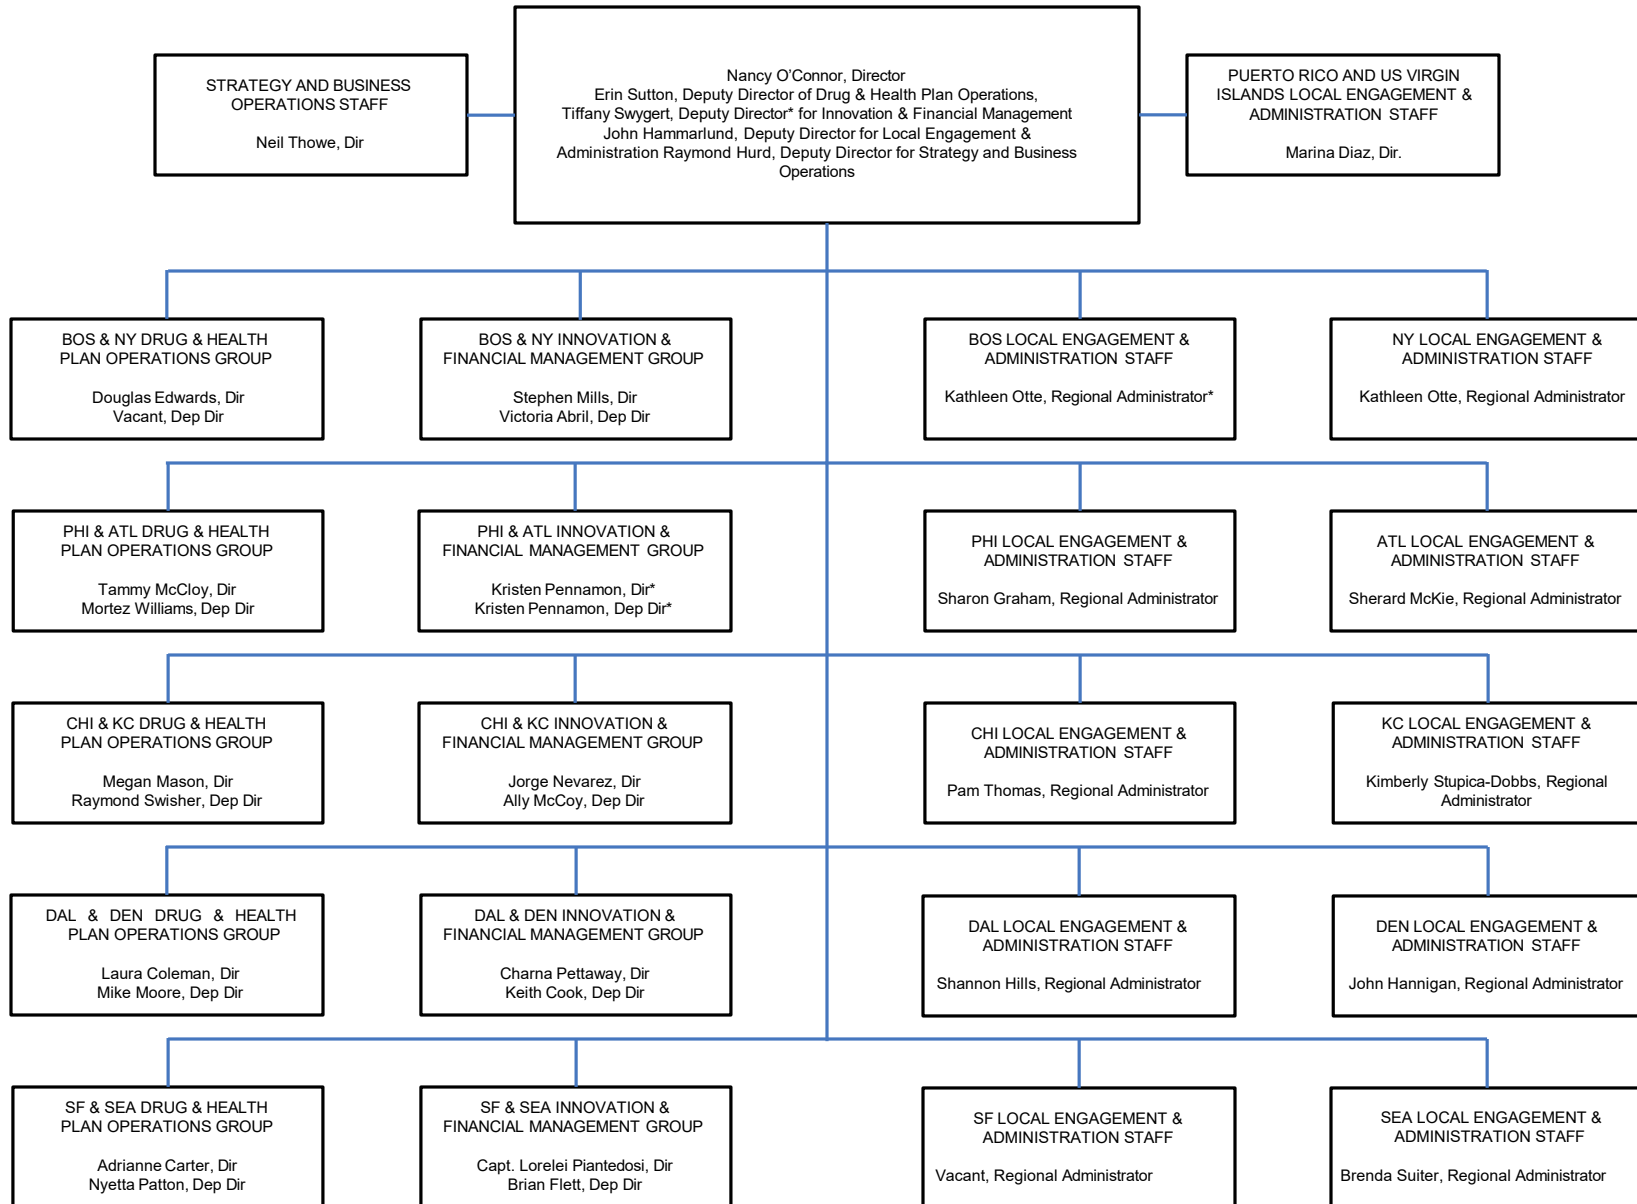 STRATEGY AND BUSINESS
OPERATIONS STAFF
Neil Thowe, Dir
Nancy O’Connor, Director
Erin Sutton, Deputy Director of Drug & Health Plan Operations,
Tiffany Swygert, Deputy Director* for Innovation & Financial Management
John Hammarlund, Deputy Director for Local Engagement &
Administration Raymond Hurd, Deputy Director for Strategy and Business
Operations
PUERTO RICO AND US VIRGIN
ISLANDS LOCAL ENGAGEMENT &
ADMINISTRATION STAFF
Marina Diaz, Dir.
BOS & NY DRUG & HEALTH
PLAN OPERATIONS GROUP
Douglas Edwards, Dir
Vacant, Dep Dir
BOS & NY INNOVATION &
FINANCIAL MANAGEMENT GROUP
Stephen Mills, Dir
Victoria Abril, Dep Dir
BOS LOCAL ENGAGEMENT &
ADMINISTRATION STAFF
Kathleen Otte, Regional Administrator*
NY LOCAL ENGAGEMENT &
ADMINISTRATION STAFF
Kathleen Otte, Regional Administrator
PHI & ATL DRUG & HEALTH
PLAN OPERATIONS GROUP
Tammy McCloy, Dir
Mortez Williams, Dep Dir
PHI & ATL INNOVATION &
FINANCIAL MANAGEMENT GROUP
Kristen Pennamon, Dir*
Kristen Pennamon, Dep Dir*
PHI LOCAL ENGAGEMENT &
ADMINISTRATION STAFF
Sharon Graham, Regional Administrator
ATL LOCAL ENGAGEMENT &
ADMINISTRATION STAFF
Sherard McKie, Regional Administrator
CHI & KC DRUG & HEALTH
PLAN OPERATIONS GROUP
Megan Mason, Dir
Raymond Swisher, Dep Dir
CHI & KC INNOVATION &
FINANCIAL MANAGEMENT GROUP
Jorge Nevarez, Dir
Ally McCoy, Dep Dir
CHI LOCAL ENGAGEMENT &
ADMINISTRATION STAFF
Pam Thomas, Regional Administrator
KC LOCAL ENGAGEMENT &
ADMINISTRATION STAFF
Kimberly Stupica-Dobbs, Regional
Administrator
DAL & DEN DRUG & HEALTH
PLAN OPERATIONS GROUP
Laura Coleman, Dir
Mike Moore, Dep Dir
DAL & DEN INNOVATION &
FINANCIAL MANAGEMENT GROUP
Charna Pettaway, Dir
Keith Cook, Dep Dir
DAL LOCAL ENGAGEMENT &
ADMINISTRATION STAFF
Shannon Hills, Regional Administrator
DEN LOCAL ENGAGEMENT &
ADMINISTRATION STAFF
John Hannigan, Regional Administrator
SF & SEA DRUG & HEALTH
PLAN OPERATIONS GROUP
Adrianne Carter, Dir
Nyetta Patton, Dep Dir
SF & SEA INNOVATION &
FINANCIAL MANAGEMENT GROUP
Capt. Lorelei Piantedosi, Dir
Brian Flett, Dep Dir
SF LOCAL ENGAGEMENT &
ADMINISTRATION STAFF
Vacant, Regional Administrator
SEA LOCAL ENGAGEMENT &
ADMINISTRATION STAFF
Brenda Suiter, Regional Administrator